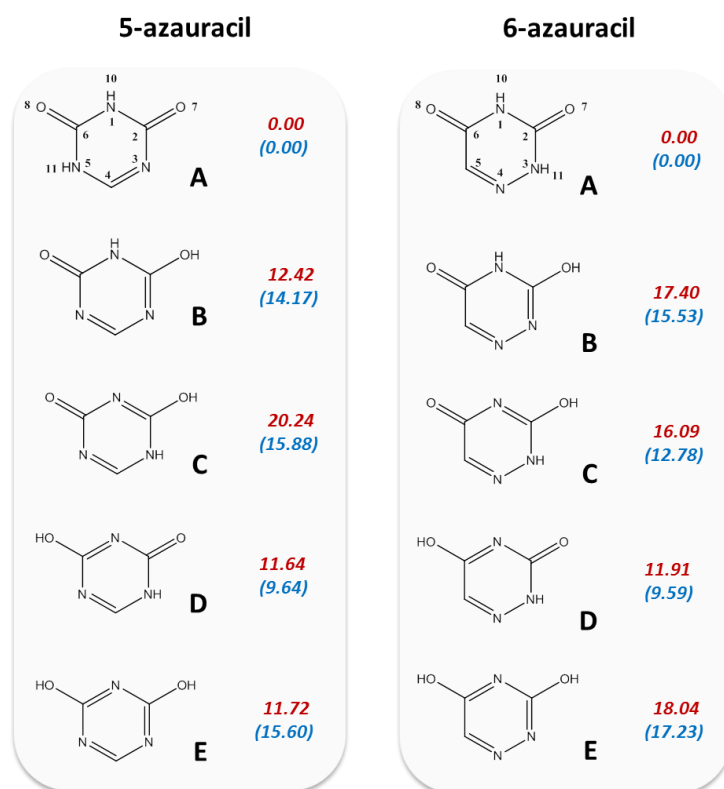 5-azauracil
10
H
8 O N O 7
1
6 2
0.00
(0.00)
11 HN 5 3 N
4
A
H
O N OH
12.42
(14.17)
N N
B
O N OH
20.24
(15.88)
N NH
C
HO N O
11.64
(9.64)
N NH
D
HO N OH
11.72
(15.60)
N N
E
6-azauracil
10
H
8 O N O 7
1
6 2
0.00
(0.00)
5 3 NH
4 11
N
A
H
O N OH
17.40
(15.53)
N
N
B
O N OH
16.09
(12.78)
NH
N
C
HO N O
11.91
(9.59)
NH
N
D
HO N OH
18.04
(17.23)
N
N
E